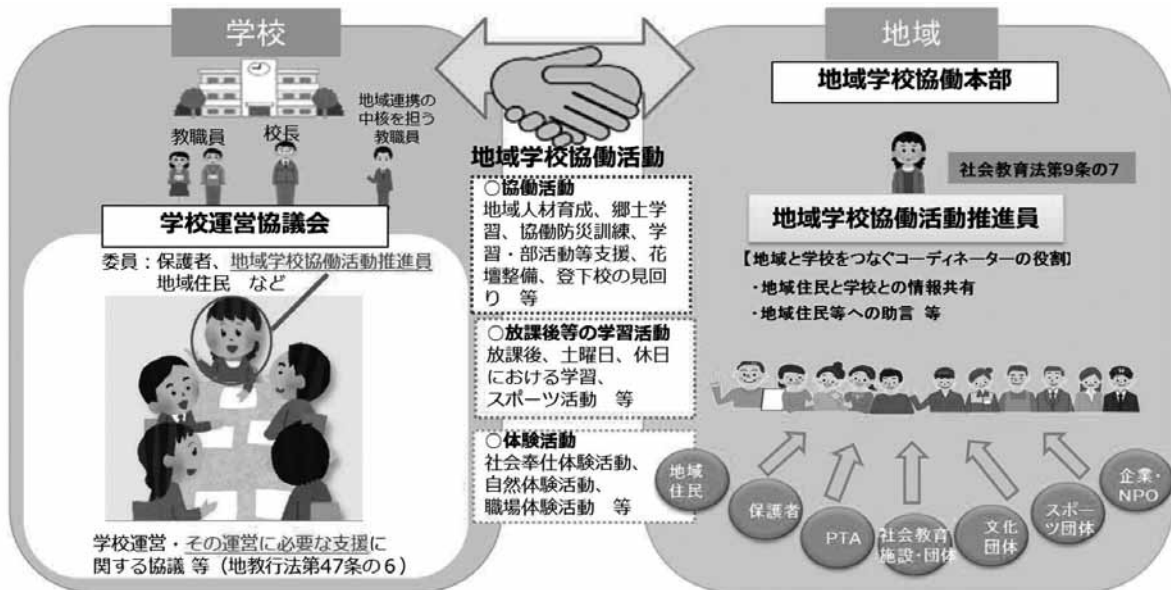 学校
教職員
校長
地域連携の
中核を担う
教職員
学校運営協議会
委員：保護者、地域学校協働活動推進員
地域住民　など
学校運営・その運営に必要な支援に
関する協議 等（地教行法第47条の６）
地域学校協働活動
○協働活動
地域人材育成、郷土学
習、協働防災訓練、学
習・部活動等支援、花
壇整備、登下校の見回
り　等
○放課後等の学習活動
放課後、土曜日、休日
における学習、
スポーツ活動　等
○体験活動
社会奉仕体験活動、
自然体験活動、
職場体験活動　等
地域
地域学校協働本部
社会教育法第9条の7
地域学校協働活動推進員
【地域と学校をつなぐコーディネーターの役割】
・地域住民と学校との情報共有
・地域住民等への助言 等
地域
住民
保護者
PTA
社会教育
施設・団体
文化
団体
スポー
ツ団体
企業・
NPO